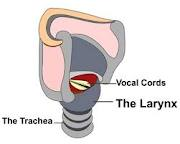 Vocal Cords
The Larynx
The Trachea